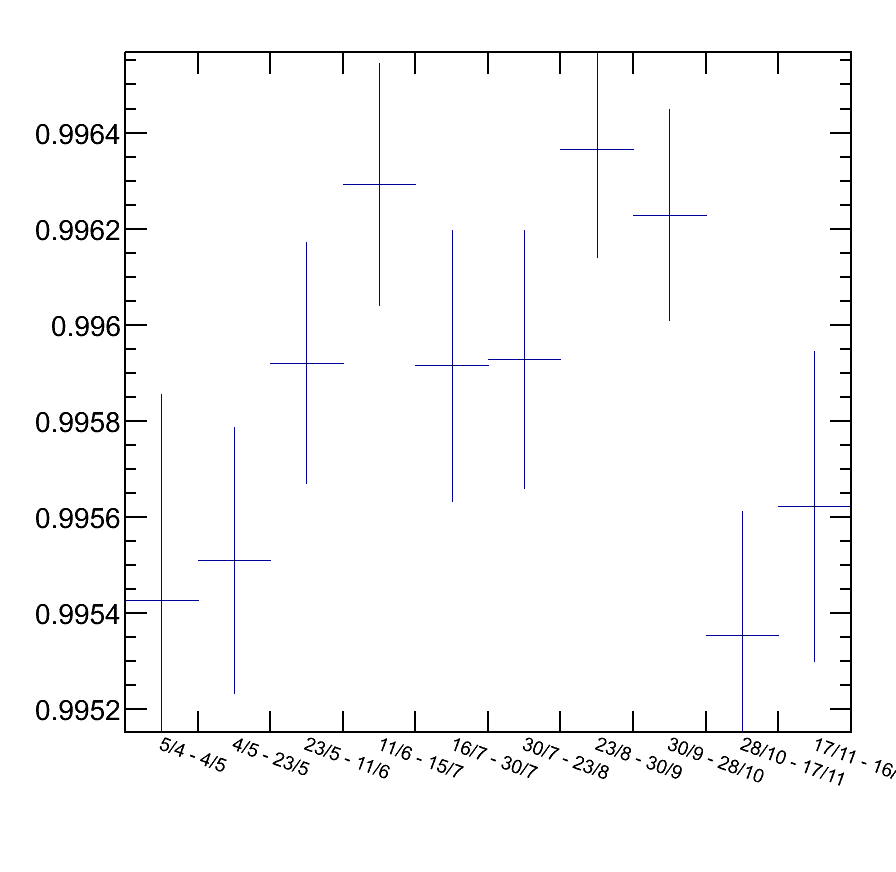 0.9964
0.9962
0.996
0.9958
0.9956
0.9954
0.9952
5/4 - 4/5
4/5 - 23/5
23/5 - 11/6
11/6 - 15/7
16/7 - 30/7
30/7 - 23/8
23/8 - 30/9
30/9 - 28/10
28/10 - 17/11
17/11 - 16/